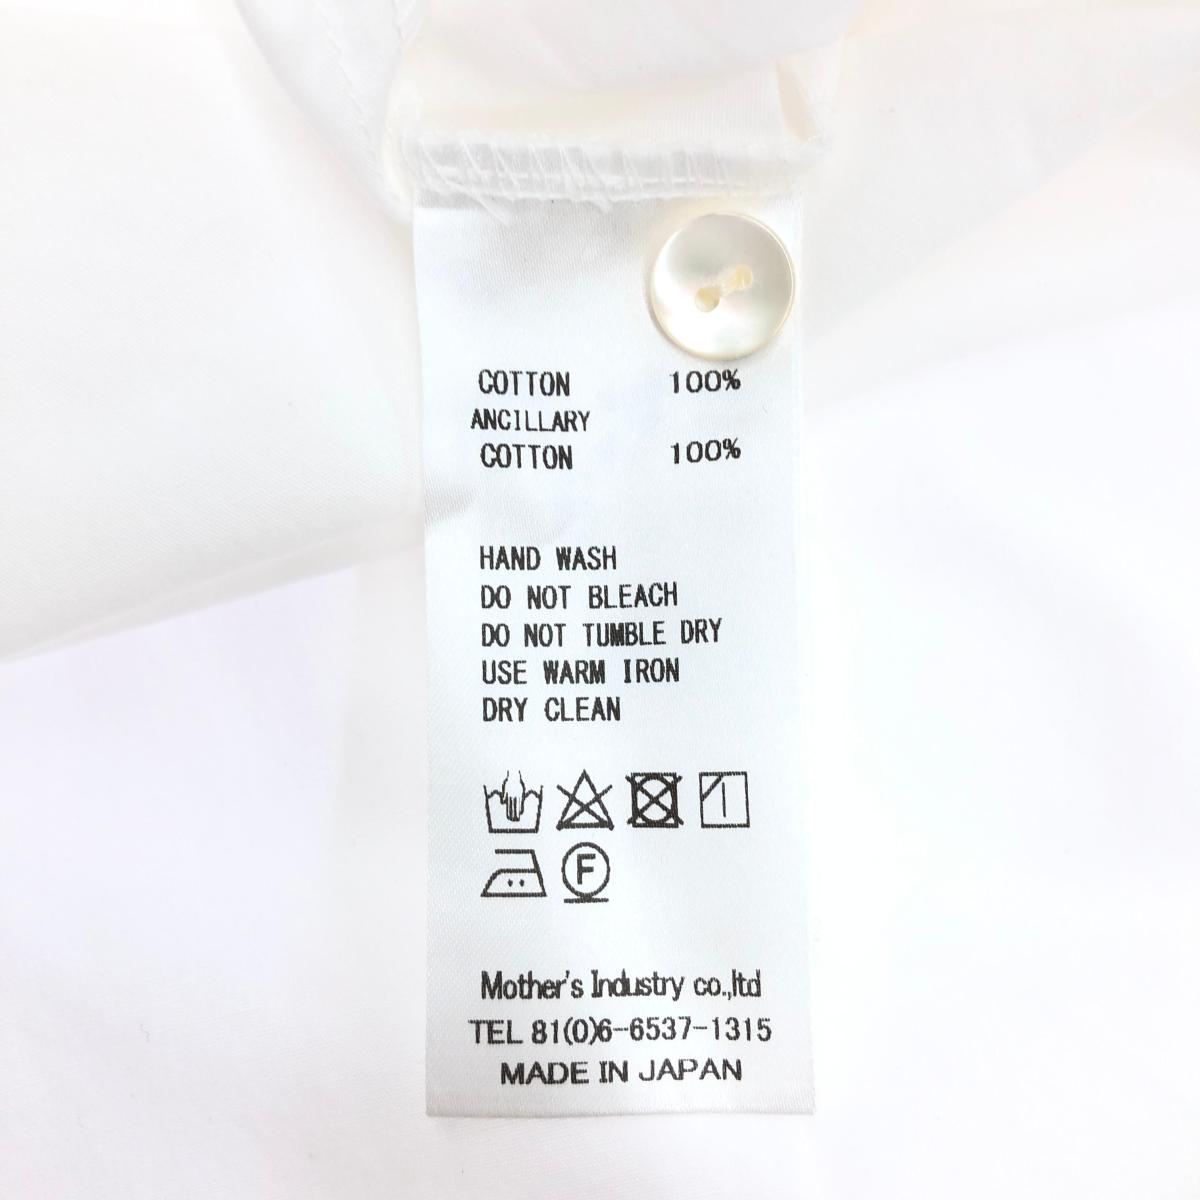 COTTON 100%
ANCILLARY
COTTON 100%
HAND WASH
DO NOT BLEACH
DO NOT TUMBLE DRY
USE WARM IRON
DRY CLEAN
F
Mother's Industry co.,ltd
TEL 81(0)6-6537-1315
MADE IN JAPAN